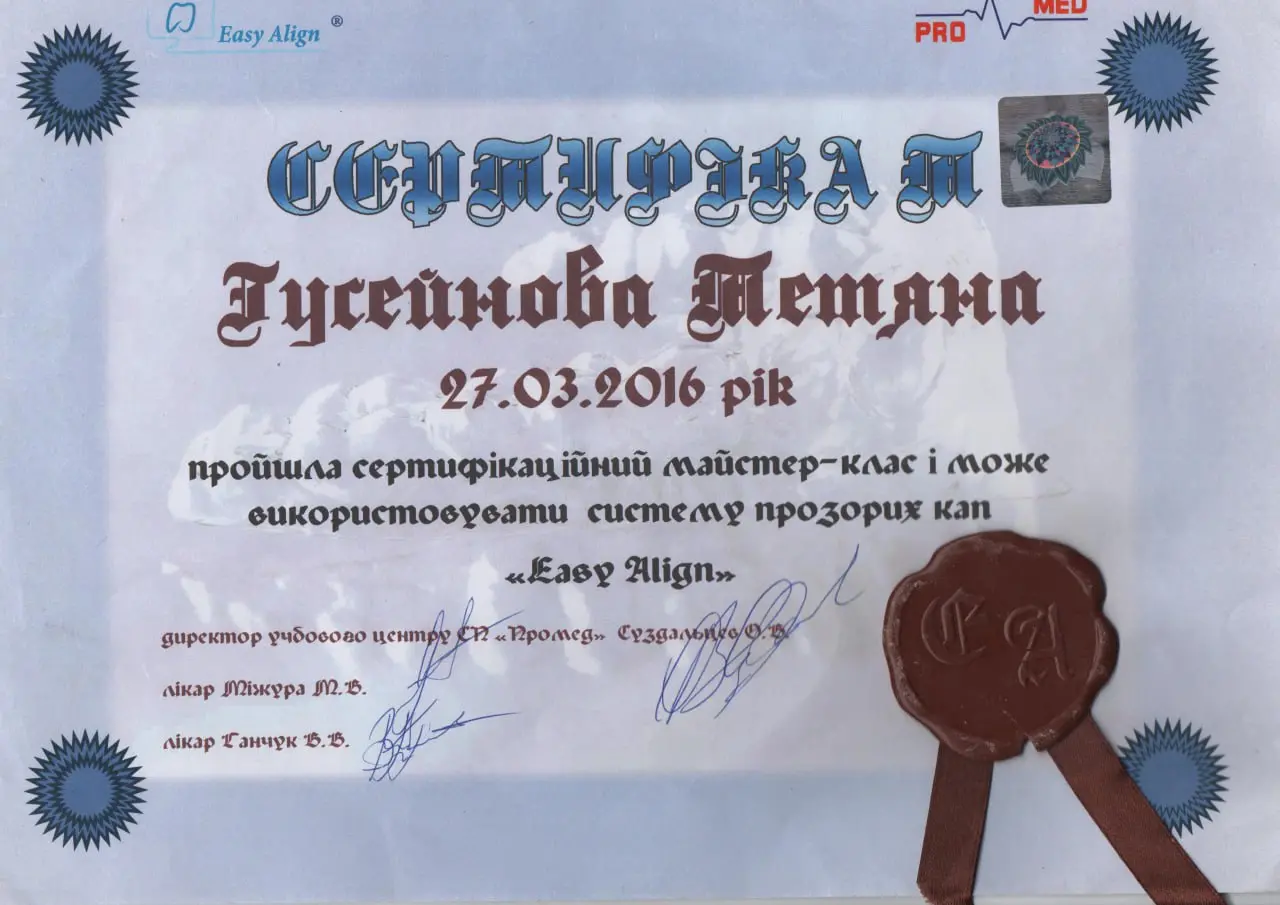 Easy Align ®
PRO MED
СЕРТИФІКАТ
Гусейнова Тетяна
27.03.2016 рік
пройшла сертифікаційний майстер-клас і може
використовувати систему прозорих кап
«Easy Align»
директор учбового центру СП «Промед» Суздальцев О.В.
лікар Міжура М.В.
лікар Ганчук В.В.
Є А